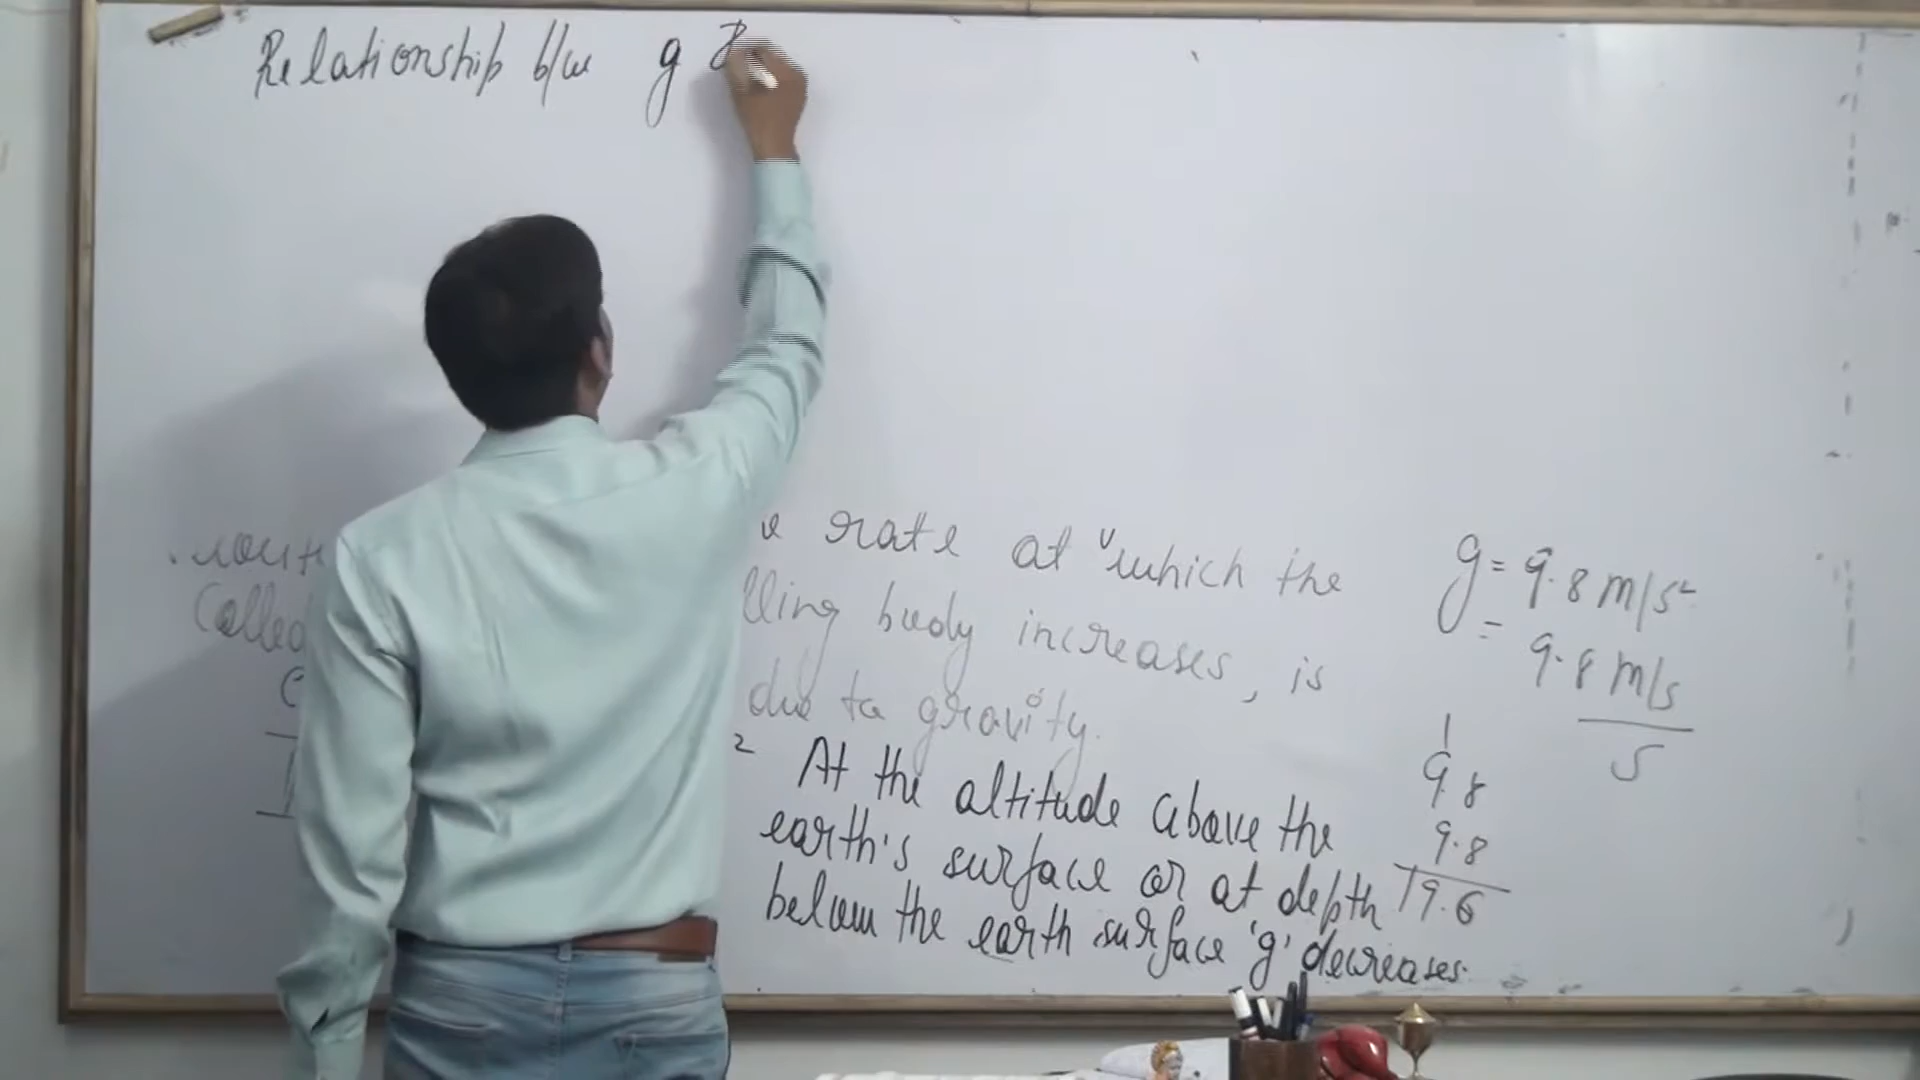 Relationship b/w g &
rate at which the
Called lling body increases, is
due to gravity.
2 At the altitude above the
earth's surface or at depth
below the earth surface 'g' decreases.
g = 9.8 m/s²
= 9.8 m/s
s
1
9.8
9.8
19.6